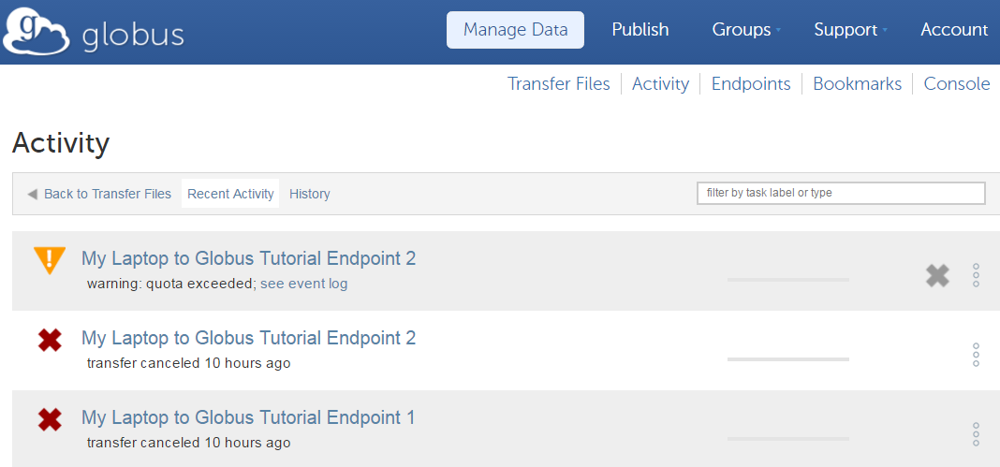 globus
Manage Data Publish Groups Support Account
Transfer Files Activity Endpoints Bookmarks Console
Activity
Back to Transfer Files Recent Activity History filter by task label or type
My Laptop to Globus Tutorial Endpoint 2
warning: quota exceeded; see event log
My Laptop to Globus Tutorial Endpoint 2
transfer canceled 10 hours ago
My Laptop to Globus Tutorial Endpoint 1
transfer canceled 10 hours ago